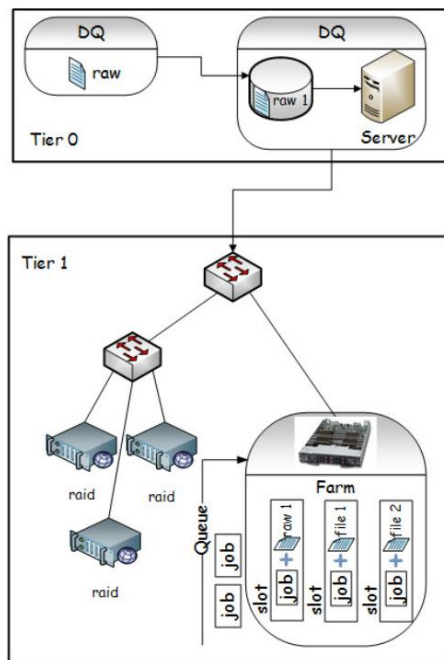 DQ
DQ
raw
raw 1
Server
Tier 0
Tier 1
raid
raid
raid
Farm
Queue
job
job
slot
job
raw 1
slot
job
file 1
slot
job
file 2